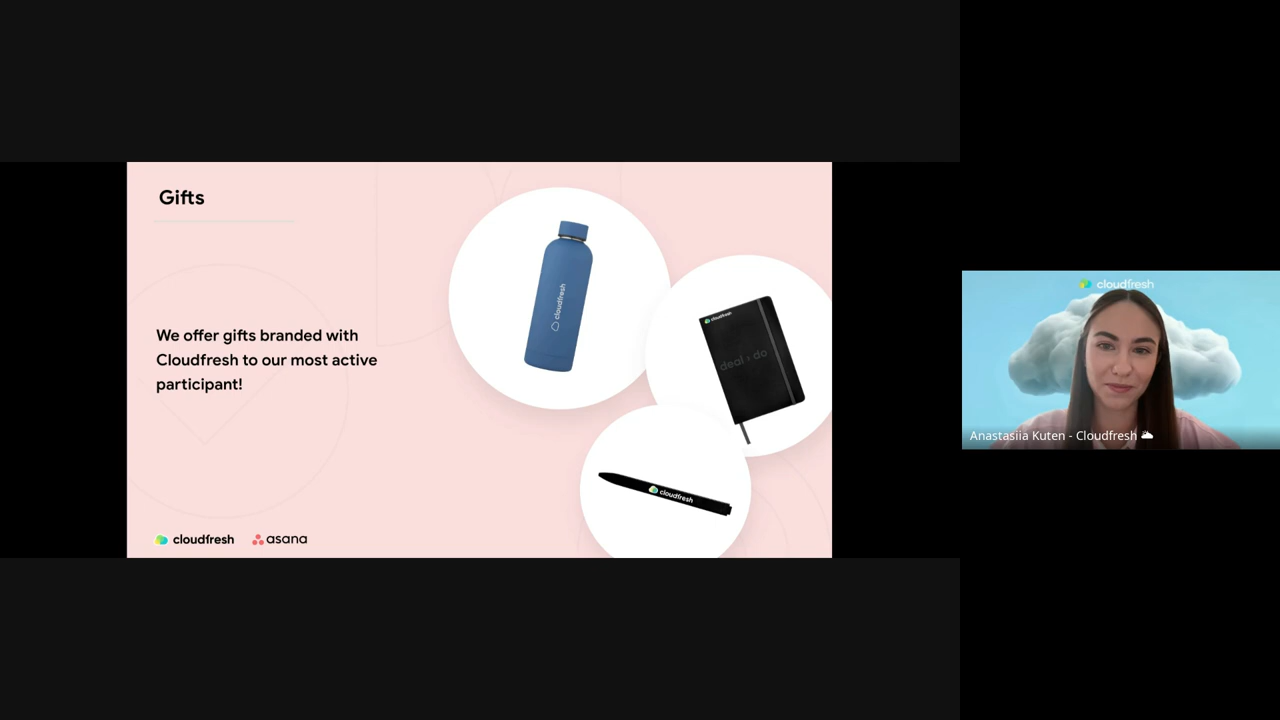 Gifts
We offer gifts branded with
Cloudfresh to our most active
participant!
cloudfresh
cloudfresh
deal & do
cloudfresh
cloudfresh
asana
cloudfresh
Anastasiia Kuten - Cloudfresh